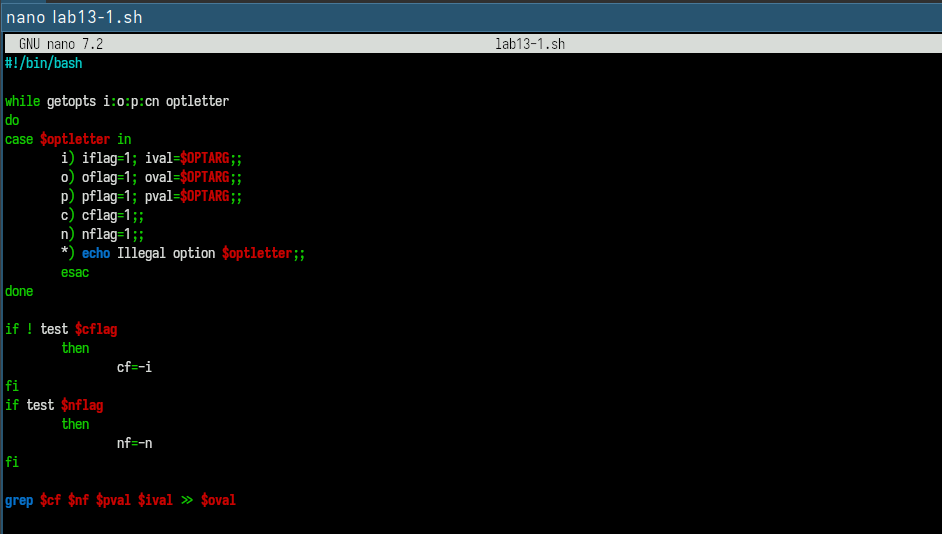 nano lab13-1.sh
GNU nano 7.2 lab13-1.sh
#!/bin/bash
while getopts i:o:p:cn optletter
do
case $optletter in
i) iflag=1; ival=$OPTARG;;
o) oflag=1; oval=$OPTARG;;
p) pflag=1; pval=$OPTARG;;
c) cflag=1;;
n) nflag=1;;
*) echo Illegal option $optletter;;
esac
done
if ! test $cflag
then
cf=-i
fi
if test $nflag
then
nf=-n
fi
grep $cf $nf $pval $ival >> $oval